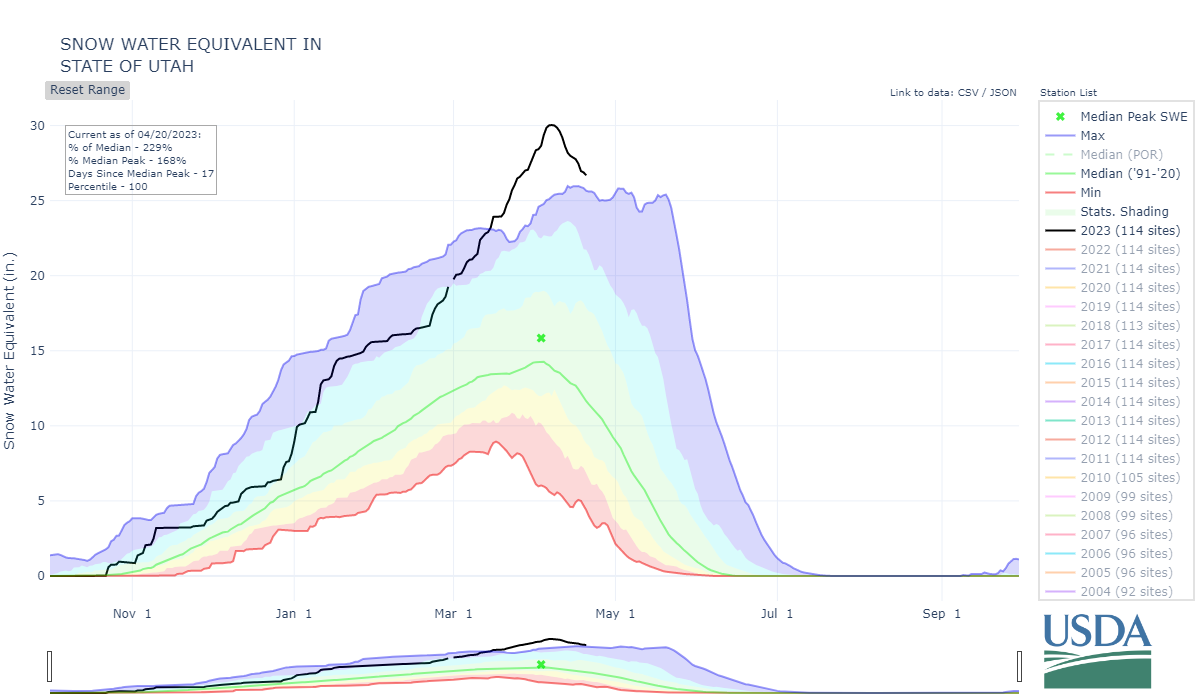 SNOW WATER EQUIVALENT IN
STATE OF UTAH
Reset Range
Link to data: CSV / JSON
Station List
Current as of 04/20/2023:
% of Median - 229%
% Median Peak - 168%
Days Since Median Peak - 17
Percentile - 100
Snow Water Equivalent (in.)
30
25
20
15
10
5
0
Nov 1
Jan 1
Mar 1
May 1
Jul 1
Sep 1
Median Peak SWE
Max
Median (POR)
Median ('91-'20)
Min
Stats. Shading
2023 (114 sites)
2022 (114 sites)
2021 (114 sites)
2020 (114 sites)
2019 (114 sites)
2018 (113 sites)
2017 (114 sites)
2016 (114 sites)
2015 (114 sites)
2014 (114 sites)
2013 (114 sites)
2012 (114 sites)
2011 (114 sites)
2010 (105 sites)
2009 (99 sites)
2008 (99 sites)
2007 (96 sites)
2006 (96 sites)
2005 (96 sites)
2004 (92 sites)
USDA